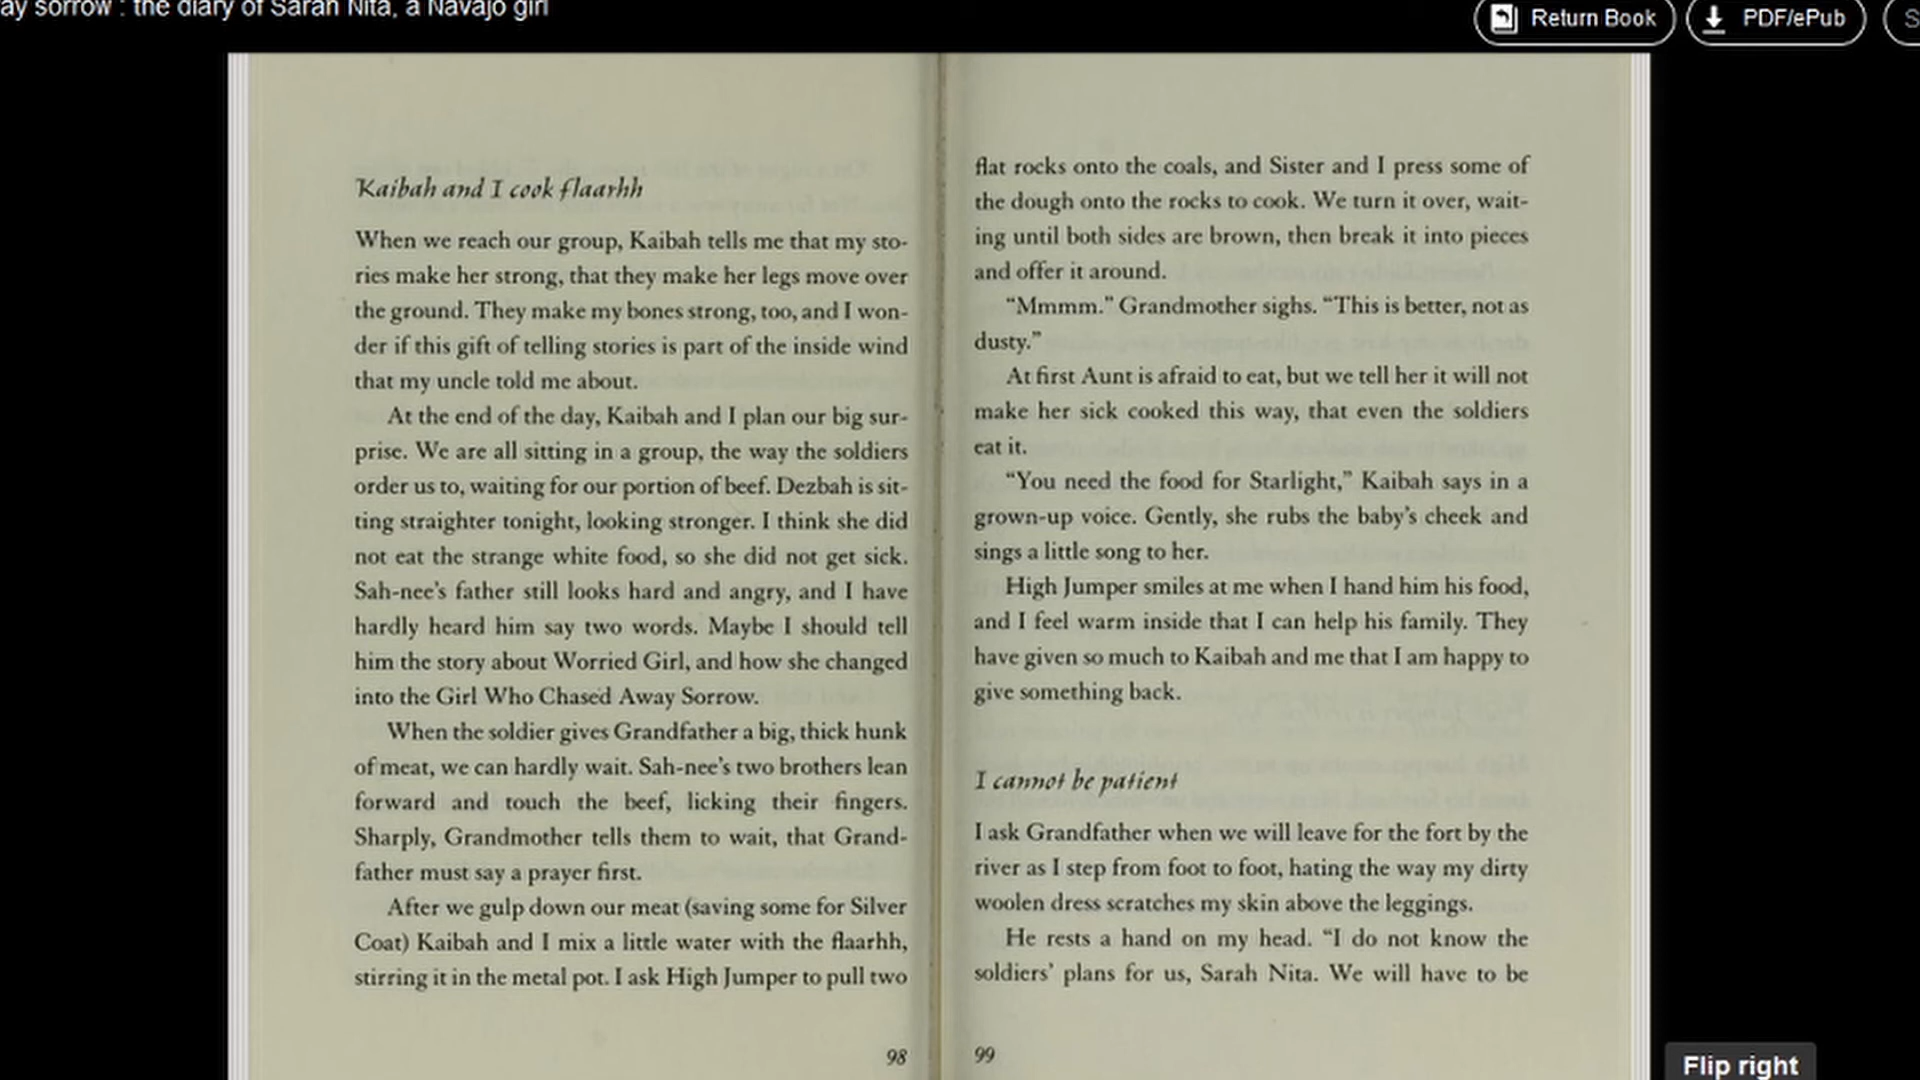 ay sorrow : the diary of Sarah Nita, a Navajo girl
Return Book
PDF/ePub
S
Kaibah and I cook flaarhh
When we reach our group, Kaibah tells me that my sto-
ries make her strong, that they make her legs move over
the ground. They make my bones strong, too, and I won-
der if this gift of telling stories is part of the inside wind
that my uncle told me about.
At the end of the day, Kaibah and I plan our big sur-
prise. We are all sitting in a group, the way the soldiers
order us to, waiting for our portion of beef. Dezbah is sit-
ting straighter tonight, looking stronger. I think she did
not eat the strange white food, so she did not get sick.
Sah-nee's father still looks hard and angry, and I have
hardly heard him say two words. Maybe I should tell
him the story about Worried Girl, and how she changed
into the Girl Who Chased Away Sorrow.
When the soldier gives Grandfather a big, thick hunk
of meat, we can hardly wait. Sah-nee's two brothers lean
forward and touch the beef, licking their fingers.
Sharply, Grandmother tells them to wait, that Grand-
father must say a prayer first.
After we gulp down our meat (saving some for Silver
Coat) Kaibah and I mix a little water with the flaarhh,
stirring it in the metal pot. I ask High Jumper to pull two
98
flat rocks onto the coals, and Sister and I press some of
the dough onto the rocks to cook. We turn it over, wait-
ing until both sides are brown, then break it into pieces
and offer it around.
"Mmmm." Grandmother sighs. "This is better, not as
dusty."
At first Aunt is afraid to eat, but we tell her it will not
make her sick cooked this way, that even the soldiers
eat it.
"You need the food for Starlight," Kaibah says in a
grown-up voice. Gently, she rubs the baby's cheek and
sings a little song to her.
High Jumper smiles at me when I hand him his food,
and I feel warm inside that I can help his family. They
have given so much to Kaibah and me that I am happy to
give something back.
I cannot be patient
I ask Grandfather when we will leave for the fort by the
river as I step from foot to foot, hating the way my dirty
woolen dress scratches my skin above the leggings.
He rests a hand on my head. "I do not know the
soldiers' plans for us, Sarah Nita. We will have to be
99
Flip right